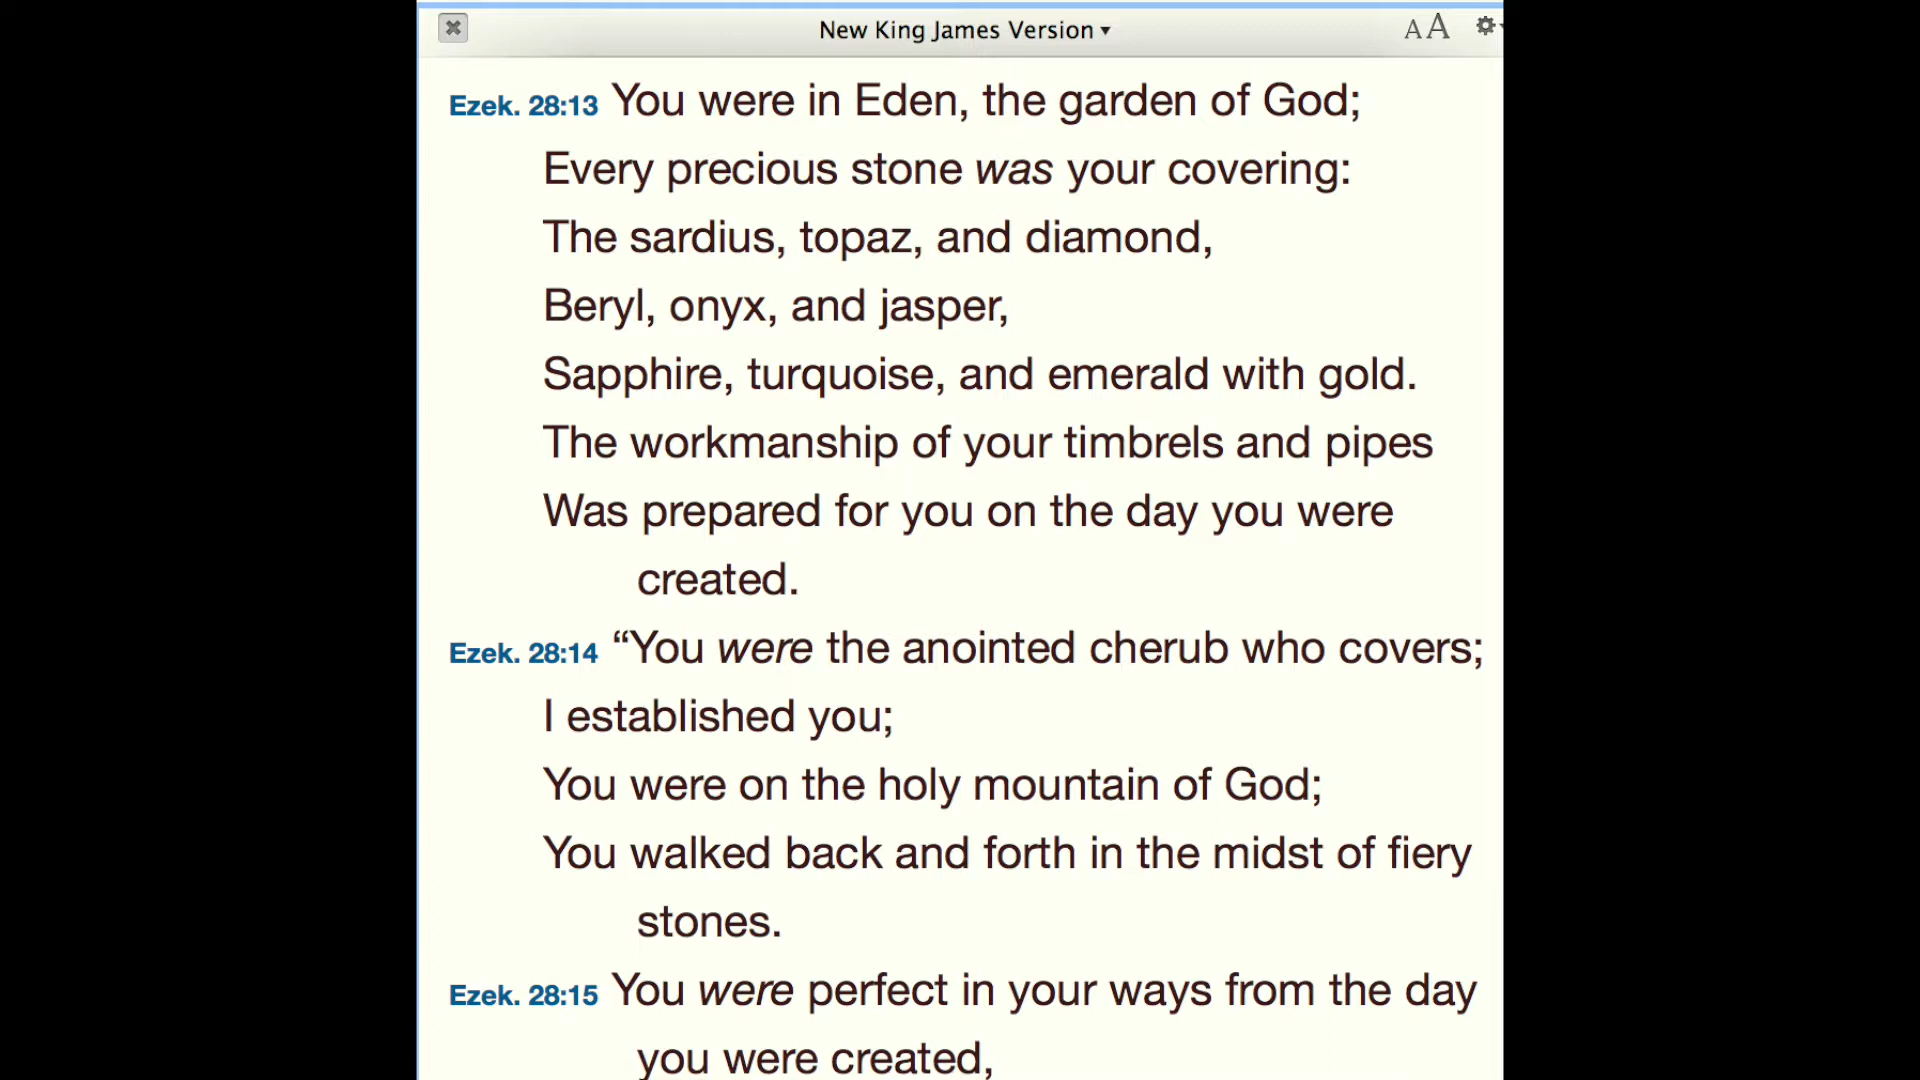 New King James Version ▾
AA
Ezek. 28:13 You were in Eden, the garden of God;
Every precious stone was your covering:
The sardius, topaz, and diamond,
Beryl, onyx, and jasper,
Sapphire, turquoise, and emerald with gold.
The workmanship of your timbrels and pipes
Was prepared for you on the day you were
created.
Ezek. 28:14 “You were the anointed cherub who covers;
I established you;
You were on the holy mountain of God;
You walked back and forth in the midst of fiery
stones.
Ezek. 28:15 You were perfect in your ways from the day
you were created,